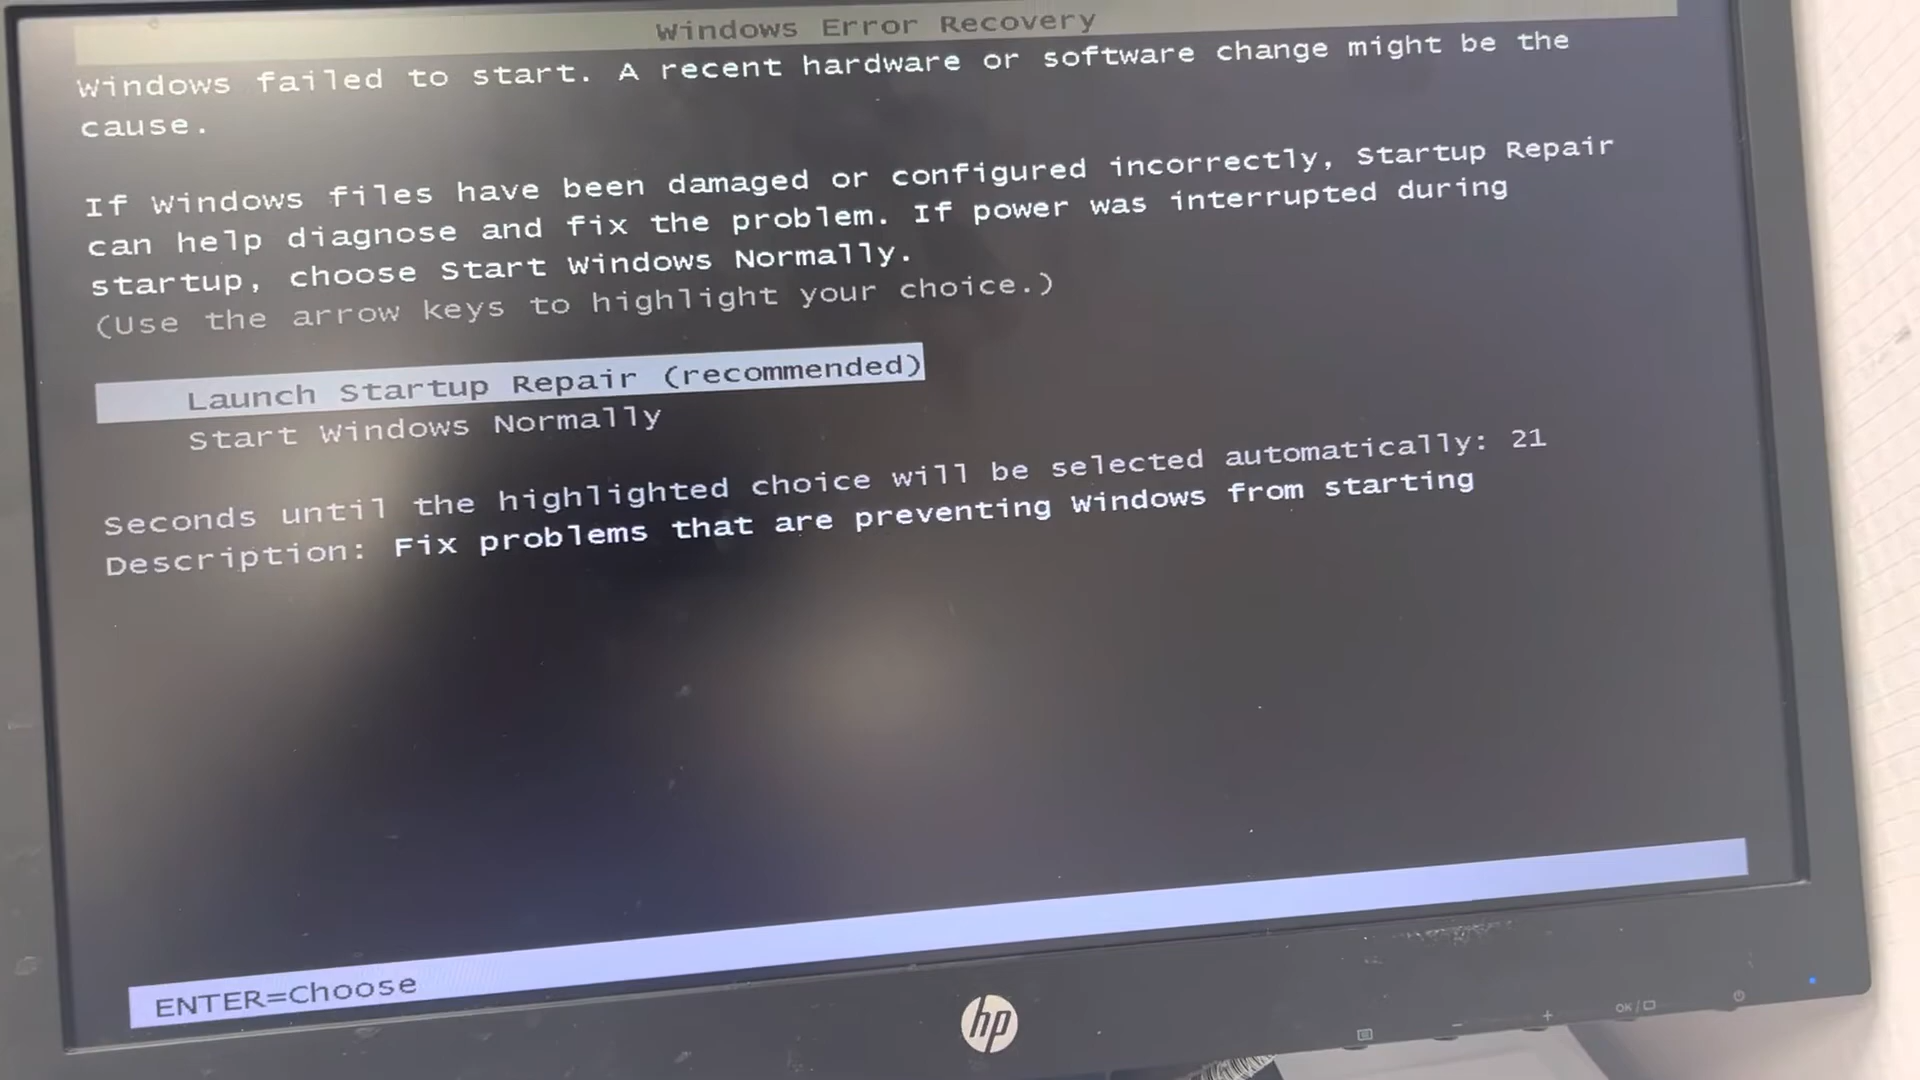 Windows Error Recovery
Windows failed to start. A recent hardware or software change might be the
cause.
If Windows files have been damaged or configured incorrectly, Startup Repair
can help diagnose and fix the problem. If power was interrupted during
startup, choose Start Windows Normally.
(Use the arrow keys to highlight your choice.)
Launch Startup Repair (recommended)
Start Windows Normally
Seconds until the highlighted choice will be selected automatically: 21
Description: Fix problems that are preventing Windows from starting
ENTER=Choose
hp
- + OK/